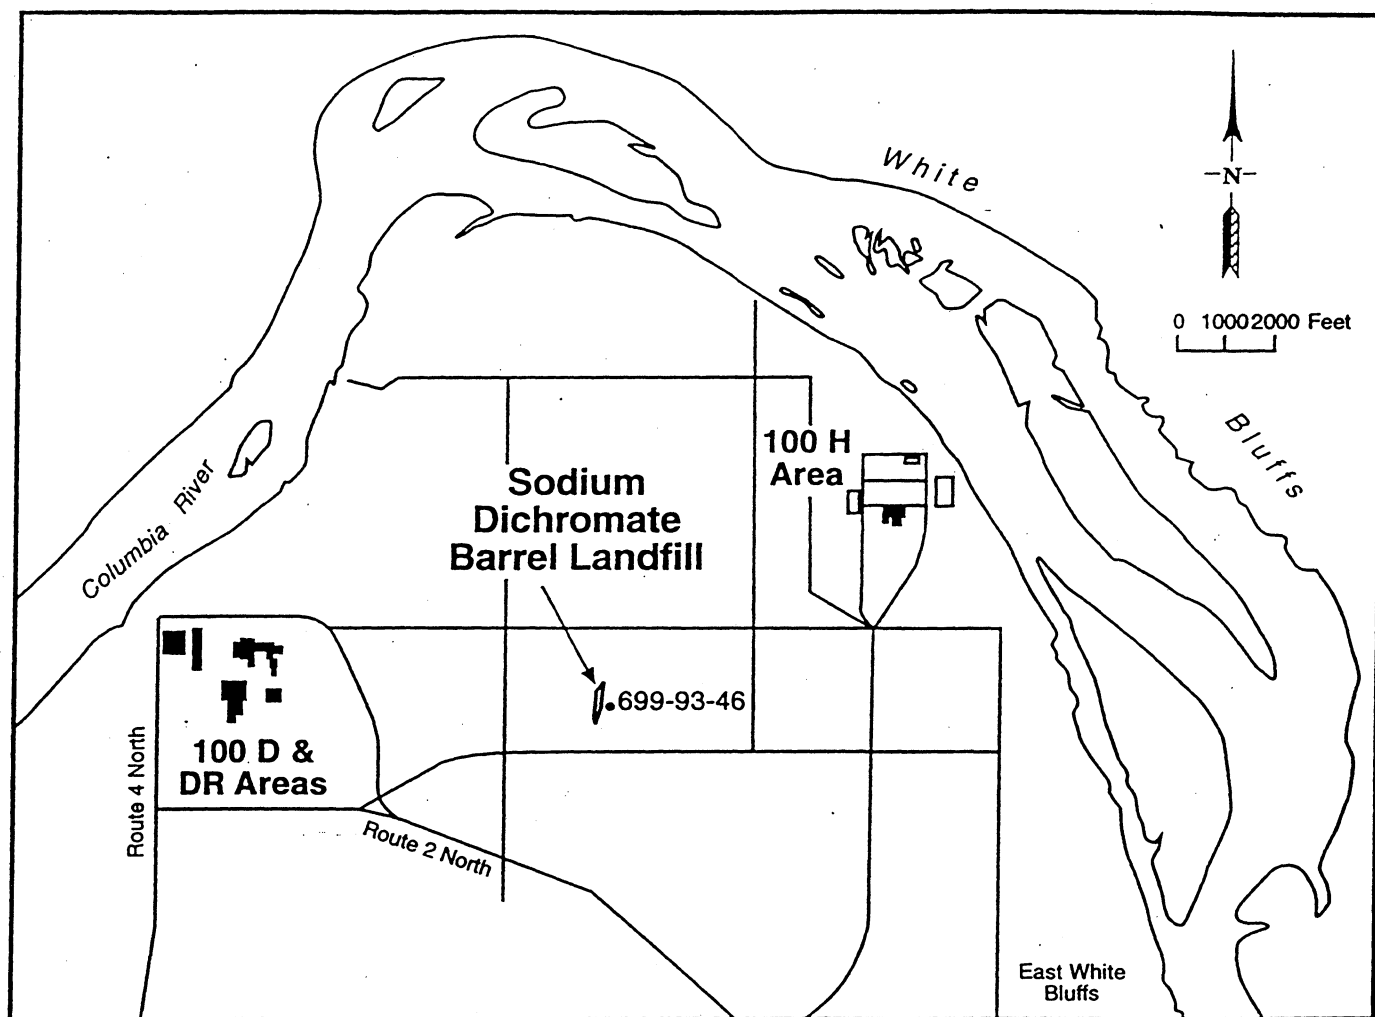 White
N
0 1000 2000 Feet
Bluffs
100 H
Area
Sodium
Dichromate
Barrel Landfill
Columbia River
699-93-46
100 D &
DR Areas
Route 4 North
Route 2 North
East White
Bluffs